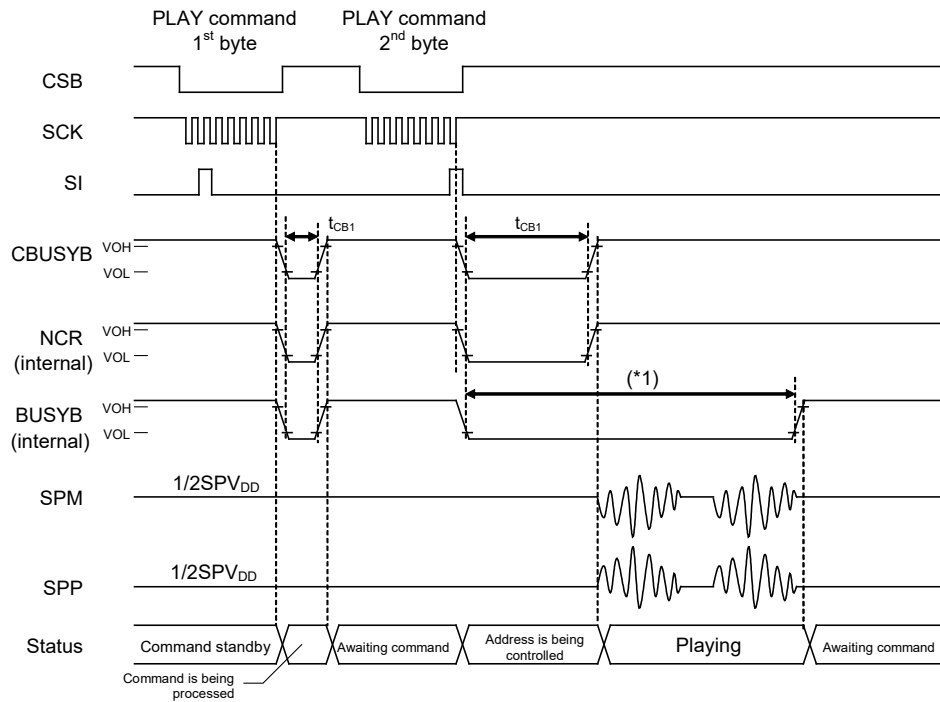 PLAY command
1st byte
PLAY command
2nd byte
CSB
SCK
SI
tCB1
tCB1
CBUSYB
VOH
VOL
NCR
(internal)
VOH
VOL
(*1)
BUSYB
(internal)
VOH
VOL
SPM
1/2SPVDD
SPP
1/2SPVDD
Status
Command standby
Awaiting command
Address is being
controlled
Playing
Awaiting command
Command is being
processed